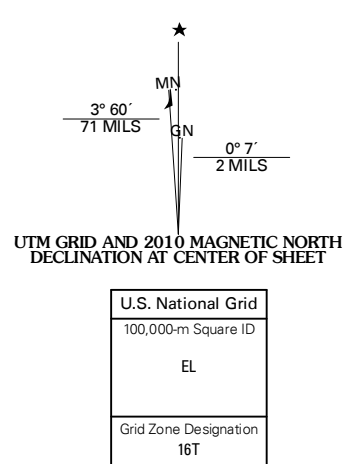 ★
MN
3° 60´
71 MILS
GN
0° 7´
2 MILS
UTM GRID AND 2010 MAGNETIC NORTH
DECLINATION AT CENTER OF SHEET
U.S. National Grid
100,000-m Square ID
EL
Grid Zone Designation
16T